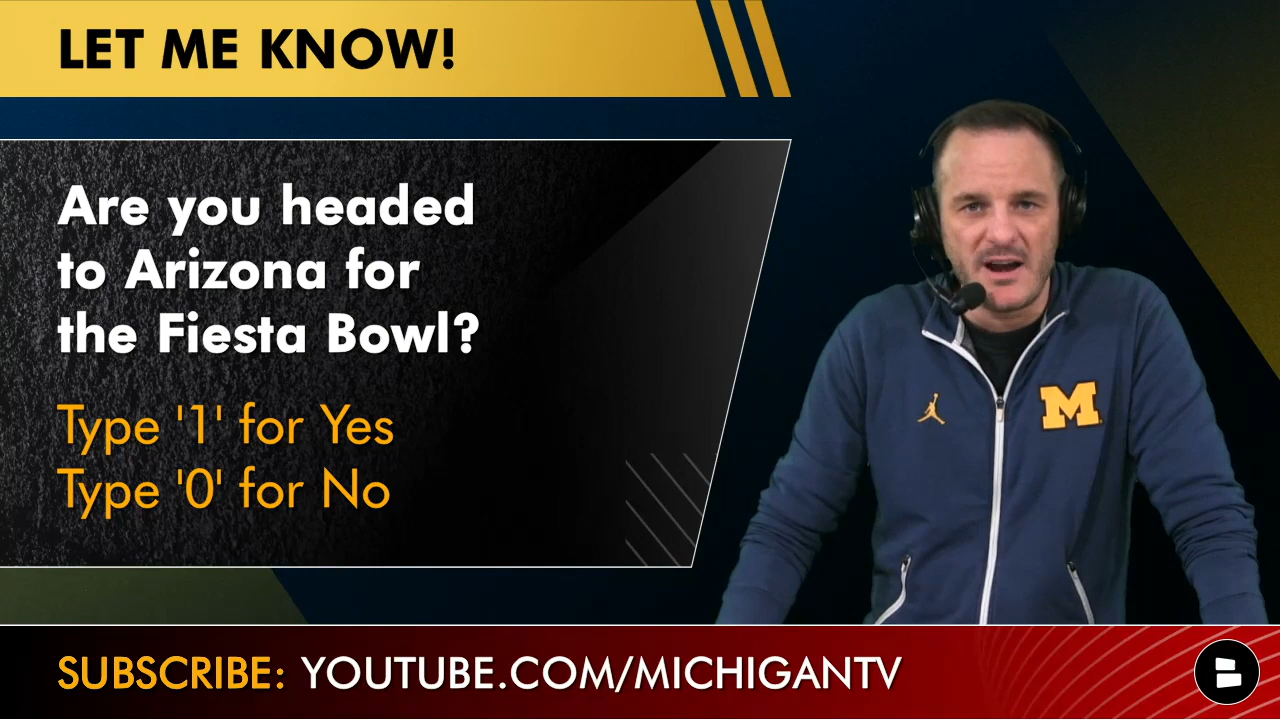 LET ME KNOW!
Are you headed
to Arizona for
the Fiesta Bowl?
Type '1' for Yes
Type '0' for No
M
SUBSCRIBE: YOUTUBE.COM/MICHIGANTV